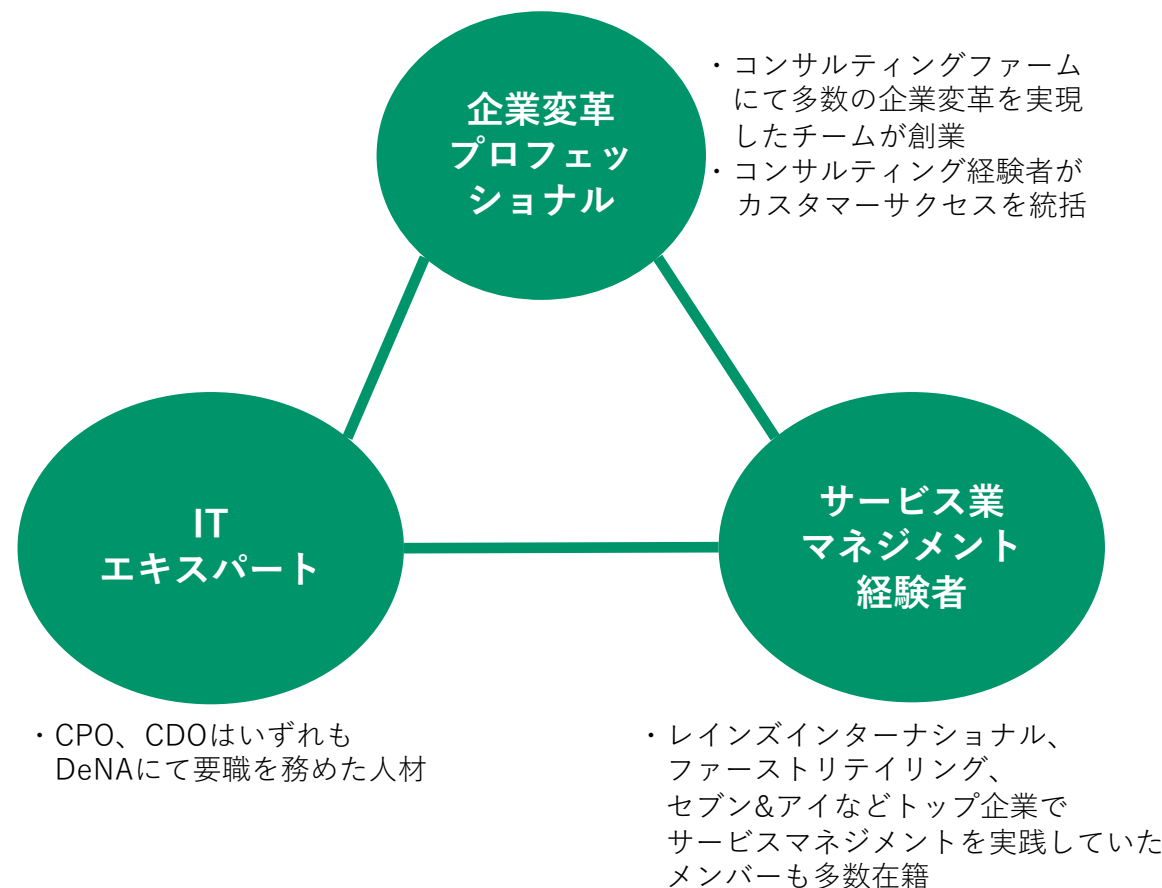 企業変革
プロフェッ
ショナル
・コンサルティングファーム
にて多数の企業変革を実現
したチームが創業
・コンサルティング経験者が
カスタマーサクセスを統括
IT
エキスパート
サービス業
マネジメント
経験者
・CPO、CDOはいずれも
DeNAにて要職を務めた人材
・レインズインターナショナル、
ファーストリテイリング、
セブン&アイなどトップ企業で
サービスマネジメントを実践していた
メンバーも多数在籍